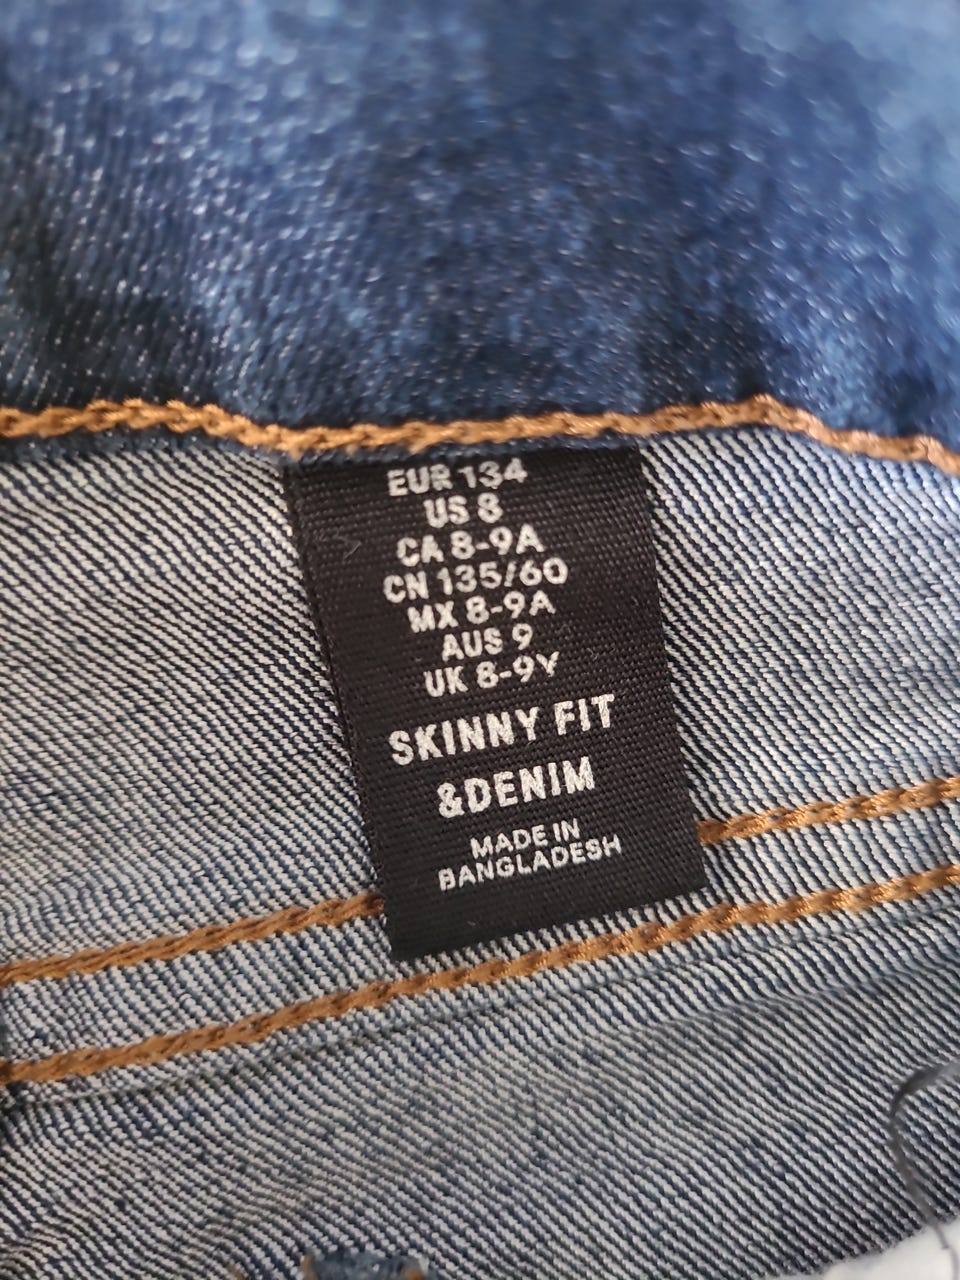 EUR 134
US 8
CA 8-9A
CN 135/60
MX 8-9A
AUS 9
UK 8-9Y
SKINNY FIT
&DENIM
MADE IN
BANGLADESH